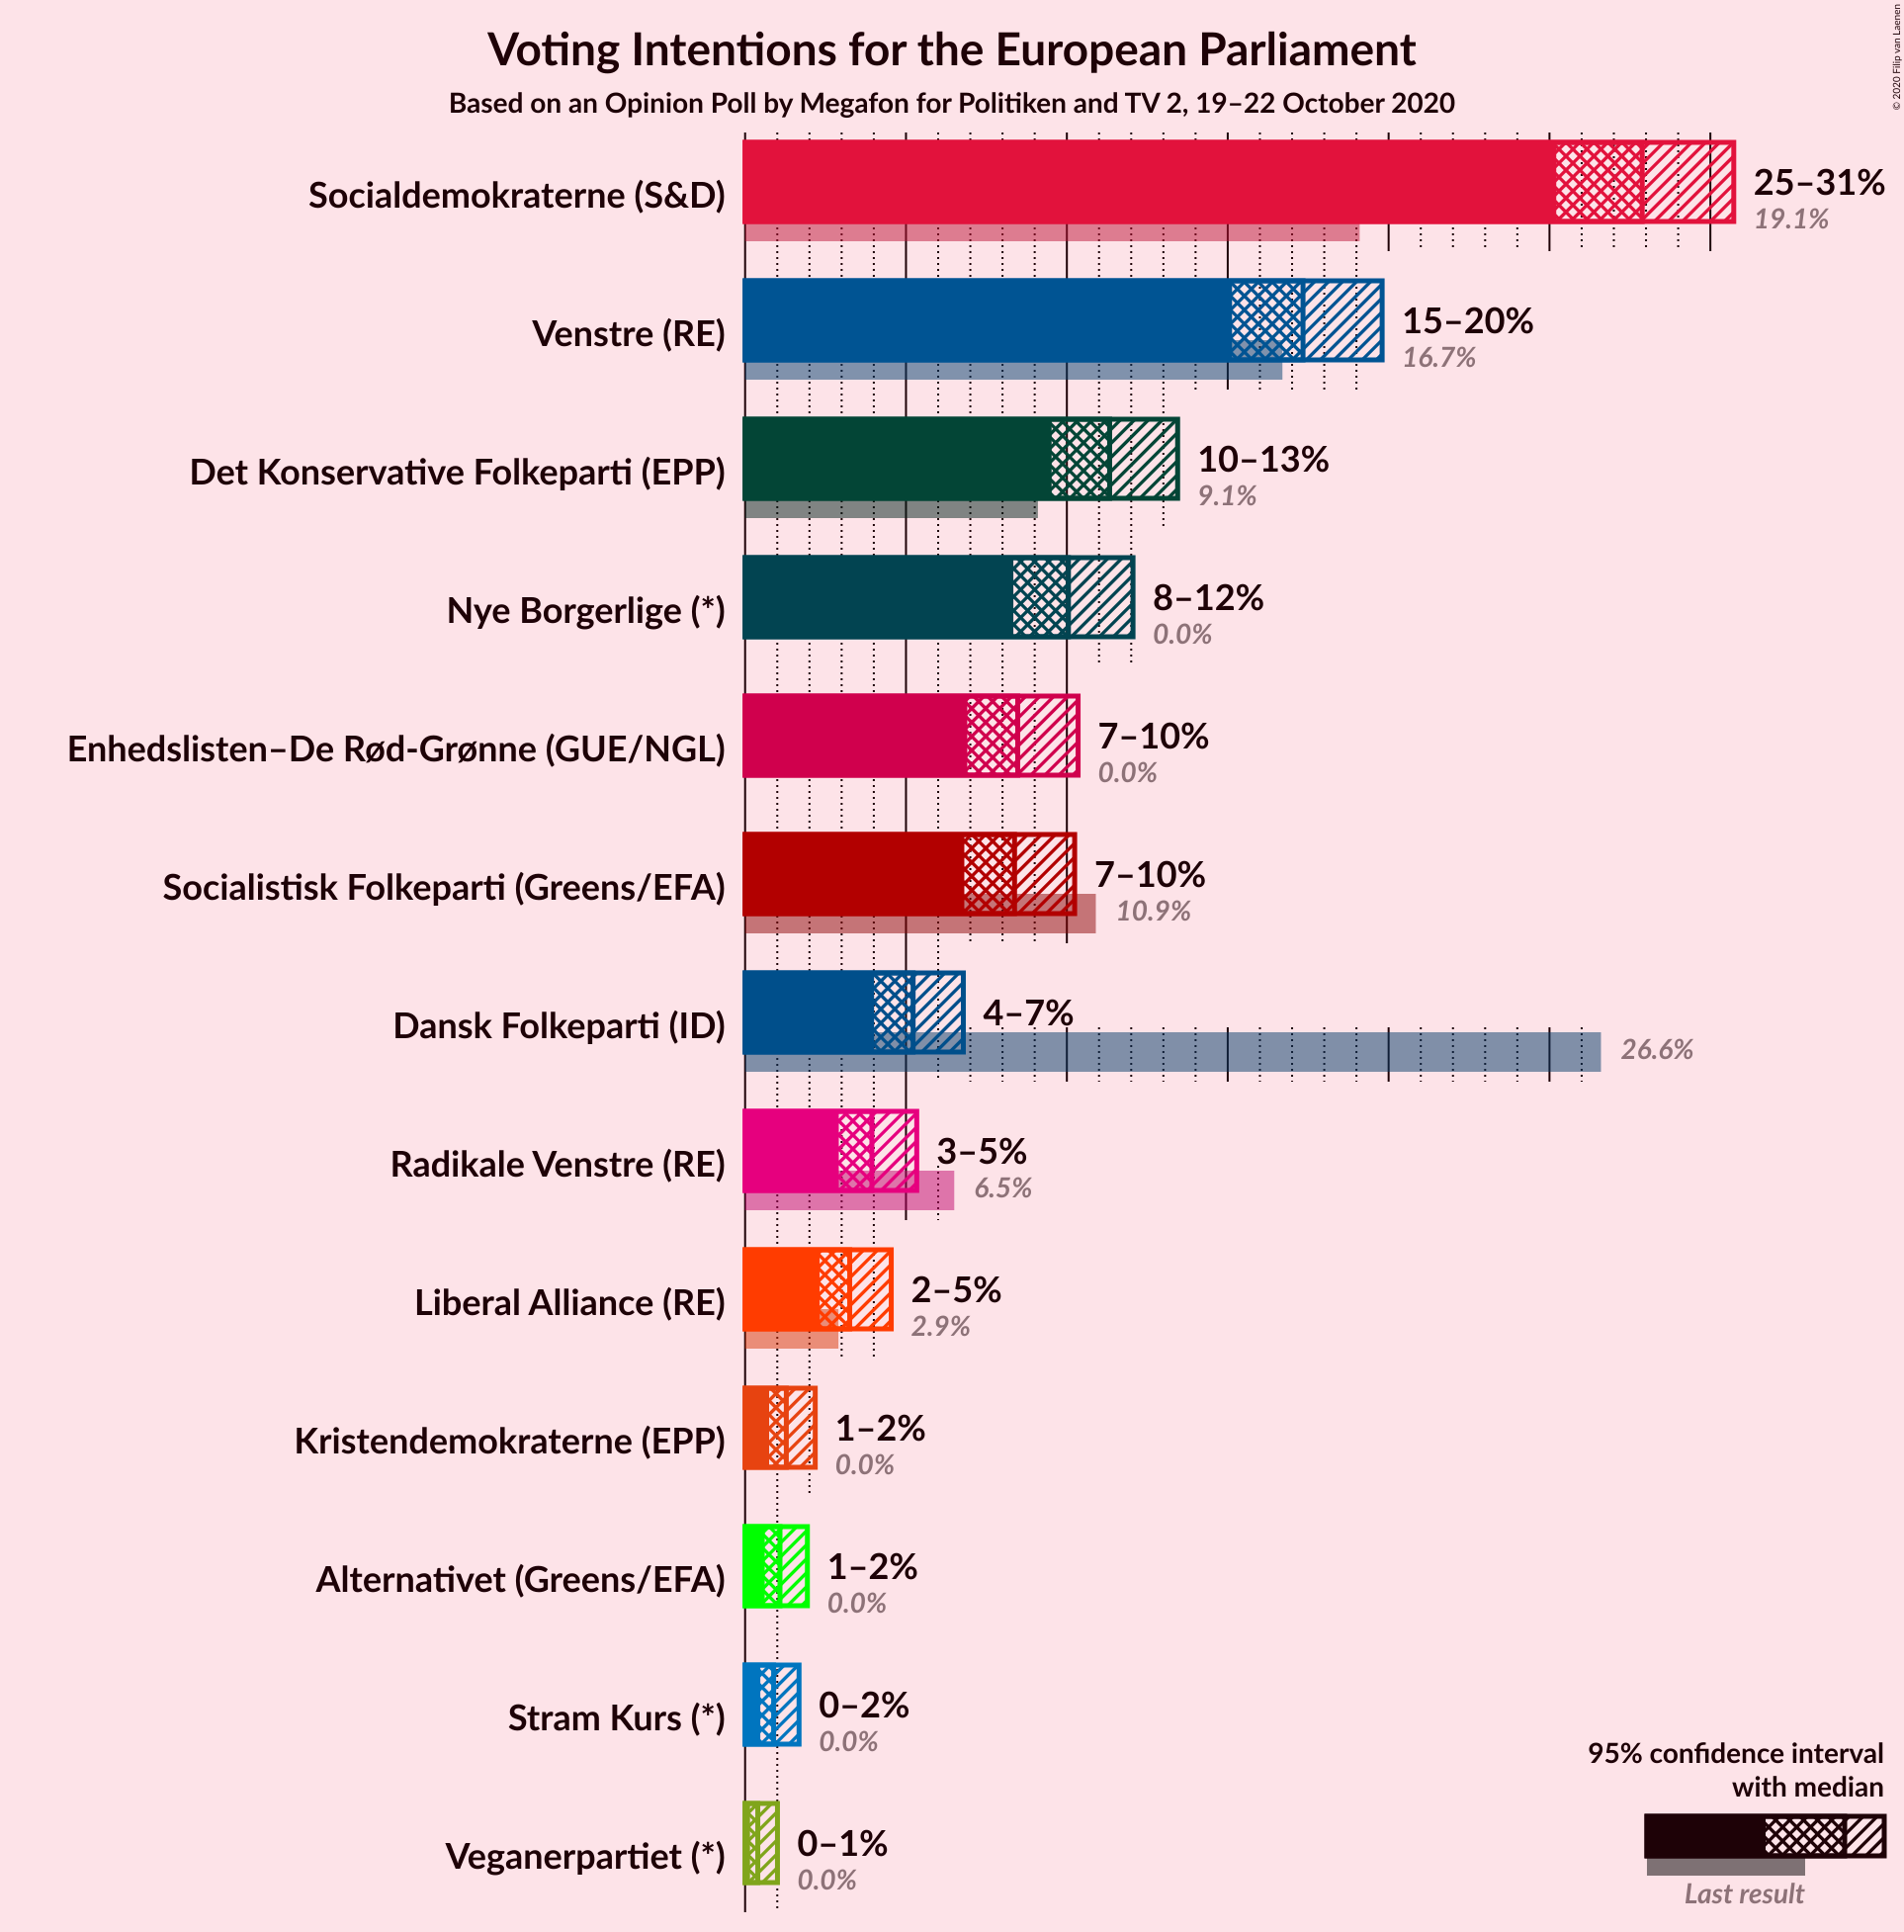 Voting Intentions for the European Parliament
Based on an Opinion Poll by Megafon for Politiken and TV 2, 19–22 October 2020
© 2020 Filip van Laenen
Socialdemokraterne (S&D)
25–31%
19.1%
Venstre (RE)
15–20%
16.7%
Det Konservative Folkeparti (EPP)
10–13%
9.1%
Nye Borgerlige (*)
8–12%
0.0%
Enhedslisten–De Rød-Grønne (GUE/NGL)
7–10%
0.0%
Socialistisk Folkeparti (Greens/EFA)
7–10%
10.9%
Dansk Folkeparti (ID)
4–7%
26.6%
Radikale Venstre (RE)
3–5%
6.5%
Liberal Alliance (RE)
2–5%
2.9%
Kristendemokraterne (EPP)
1–2%
0.0%
Alternativet (Greens/EFA)
1–2%
0.0%
Stram Kurs (*)
0–2%
0.0%
Veganerpartiet (*)
0–1%
0.0%
95% confidence interval
with median
Last result